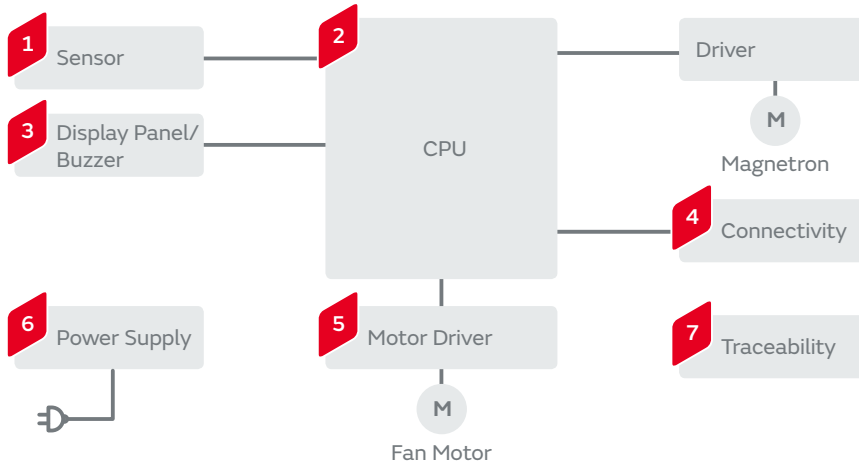 1
Sensor
2
CPU
Driver
M
Magnetron
3
Display Panel/
Buzzer
4
Connectivity
6
Power Supply
5
Motor Driver
M
Fan Motor
7
Traceability